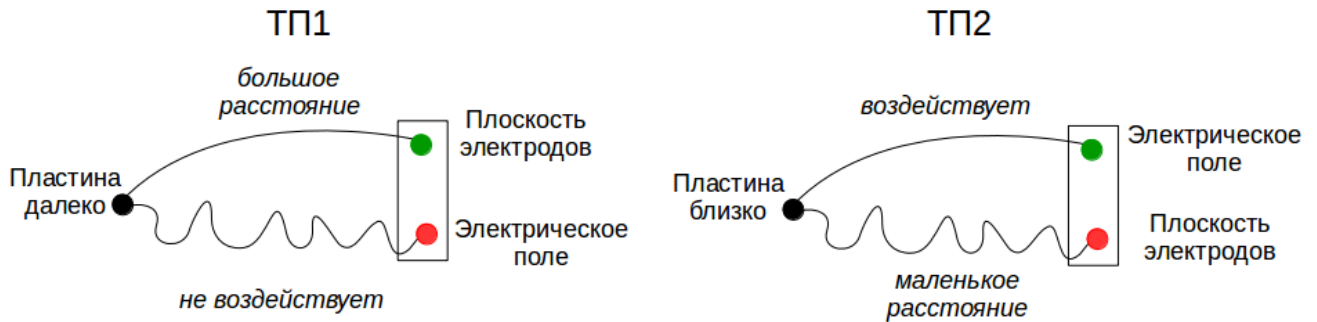 ТП1
большое
расстояние
Плоскость
электродов
Пластина
далеко
Электрическое
поле
не воздействует
ТП2
воздействует
Электрическое
поле
Пластина
близко
Плоскость
электродов
маленькое
расстояние